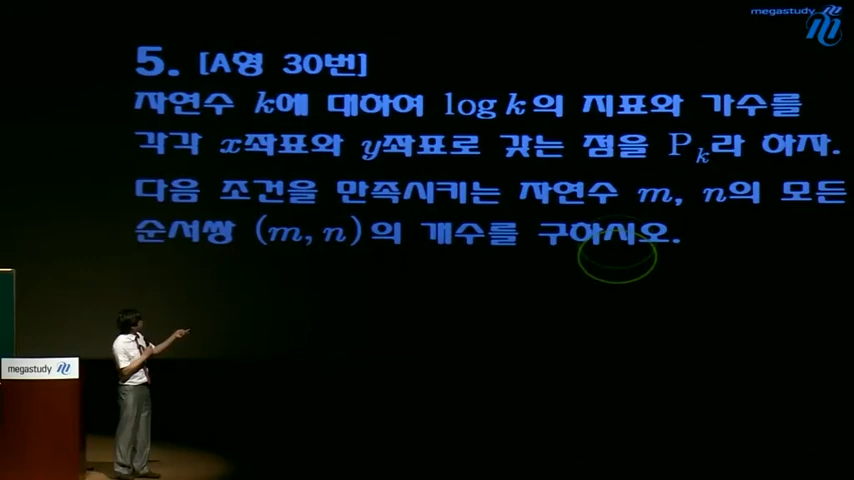 megastudy
5. [A형 30번]
자연수 k에 대하여 log k의 지표와 가수를
각각 x좌표와 y좌표로 갖는 점을 P_k라 하자.
다음 조건을 만족시키는 자연수 m, n의 모든
순서쌍 (m, n)의 개수를 구하시오.
megastudy